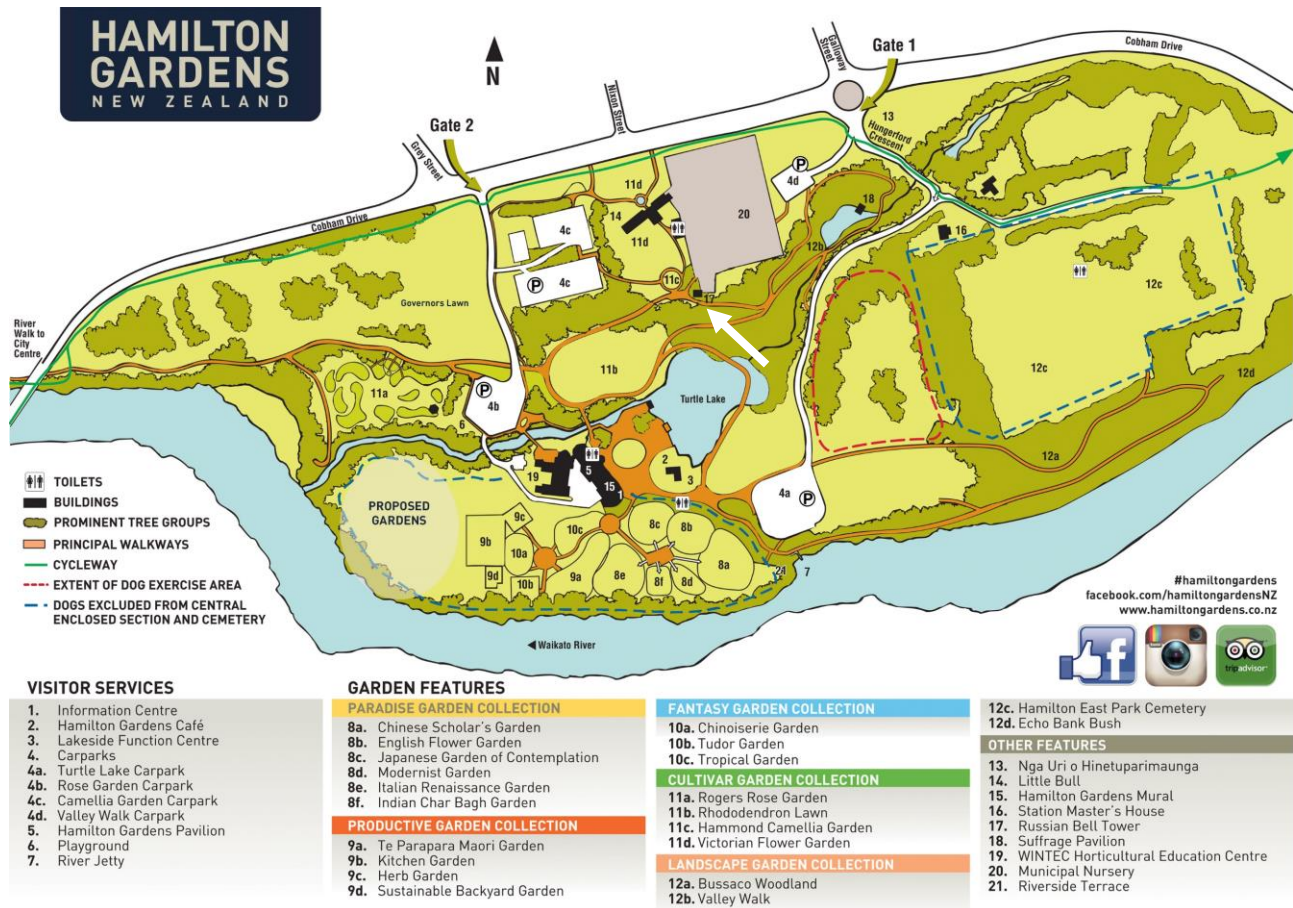 HAMILTON
GARDENS
NEW ZEALAND
N
Gate 2
Grey Street
Nixon Street
Galloway
Street
Gate 1
Cobham Drive
13
Hungerford
Crescent
Cobham Drive
P
4d
11d
14
20
18
4c
11d
12b
16
P
4c
11c
17
12c
Governors Lawn
River
Walk to
City
Centre
11b
12c
12d
11a
P
4b
6
Turtle Lake
12a
2
3
19
5
15
1
4a
P
PROPOSED
GARDENS
9c
10c
8c
8b
9b
10a
8a
9d
10b
9a
8e
8f
8d
7
Waikato River
TOILETS
BUILDINGS
PROMINENT TREE GROUPS
PRINCIPAL WALKWAYS
CYCLEWAY
EXTENT OF DOG EXERCISE AREA
DOGS EXCLUDED FROM CENTRAL
ENCLOSED SECTION AND CEMETERY
#hamiltongardens
facebook.com/hamiltongardensNZ
www.hamiltongardens.co.nz
f
tripadvisor
VISITOR SERVICES
1. Information Centre
2. Hamilton Gardens Café
3. Lakeside Function Centre
4. Carparks
4a. Turtle Lake Carpark
4b. Rose Garden Carpark
4c. Camellia Garden Carpark
4d. Valley Walk Carpark
5. Hamilton Gardens Pavilion
6. Playground
7. River Jetty
GARDEN FEATURES
PARADISE GARDEN COLLECTION
8a. Chinese Scholar's Garden
8b. English Flower Garden
8c. Japanese Garden of Contemplation
8d. Modernist Garden
8e. Italian Renaissance Garden
8f. Indian Char Bagh Garden
PRODUCTIVE GARDEN COLLECTION
9a. Te Parapara Maori Garden
9b. Kitchen Garden
9c. Herb Garden
9d. Sustainable Backyard Garden
FANTASY GARDEN COLLECTION
10a. Chinoiserie Garden
10b. Tudor Garden
10c. Tropical Garden
CULTIVAR GARDEN COLLECTION
11a. Rogers Rose Garden
11b. Rhododendron Lawn
11c. Hammond Camellia Garden
11d. Victorian Flower Garden
LANDSCAPE GARDEN COLLECTION
12a. Bussaco Woodland
12b. Valley Walk
12c. Hamilton East Park Cemetery
12d. Echo Bank Bush
OTHER FEATURES
13. Nga Uri o Hinetuparimaunga
14. Little Bull
15. Hamilton Gardens Mural
16. Station Master's House
17. Russian Bell Tower
18. Suffrage Pavilion
19. WINTEC Horticultural Education Centre
20. Municipal Nursery
21. Riverside Terrace